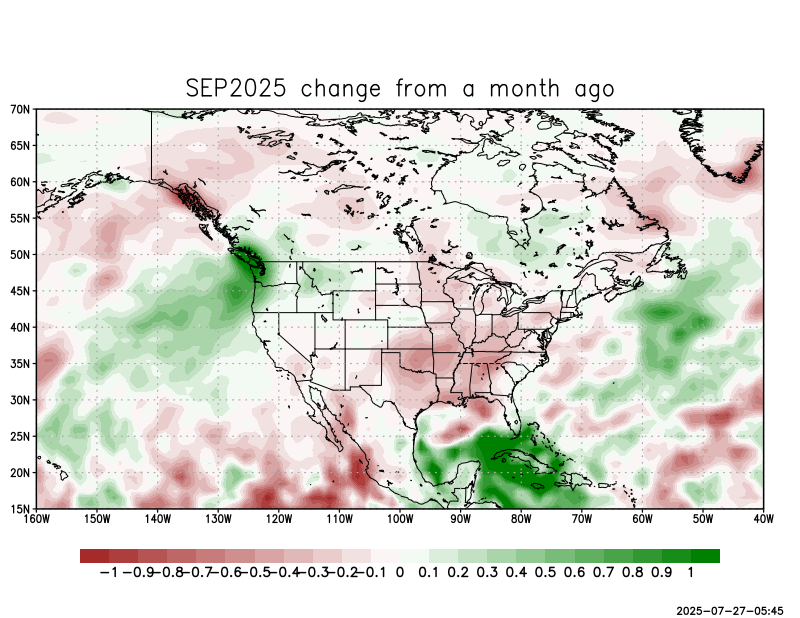 SEP2025 change from a month ago
70N
65N
60N
55N
50N
45N
40N
35N
30N
25N
20N
15N
160W 150W 140W 130W 120W 110W 100W 90W 80W 70W 60W 50W 40W
-1 -0.9 -0.8 -0.7 -0.6 -0.5 -0.4 -0.3 -0.2 -0.1 0 0.1 0.2 0.3 0.4 0.5 0.6 0.7 0.8 0.9 1
2025-07-27-05:45